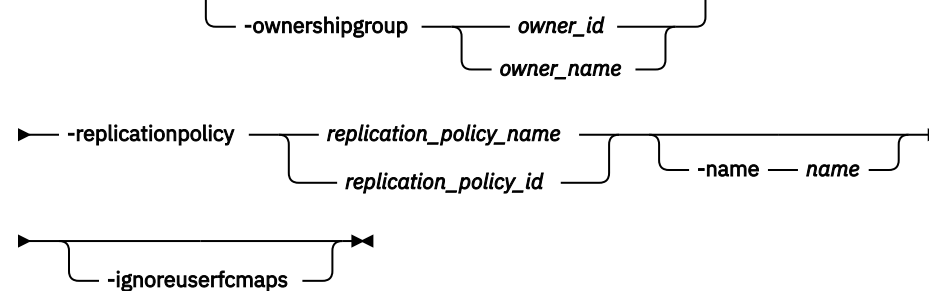 -ownershipgroup owner_id
owner_name
-replicationpolicy replication_policy_name
replication_policy_id
-name name
-ignoreuserfcmaps